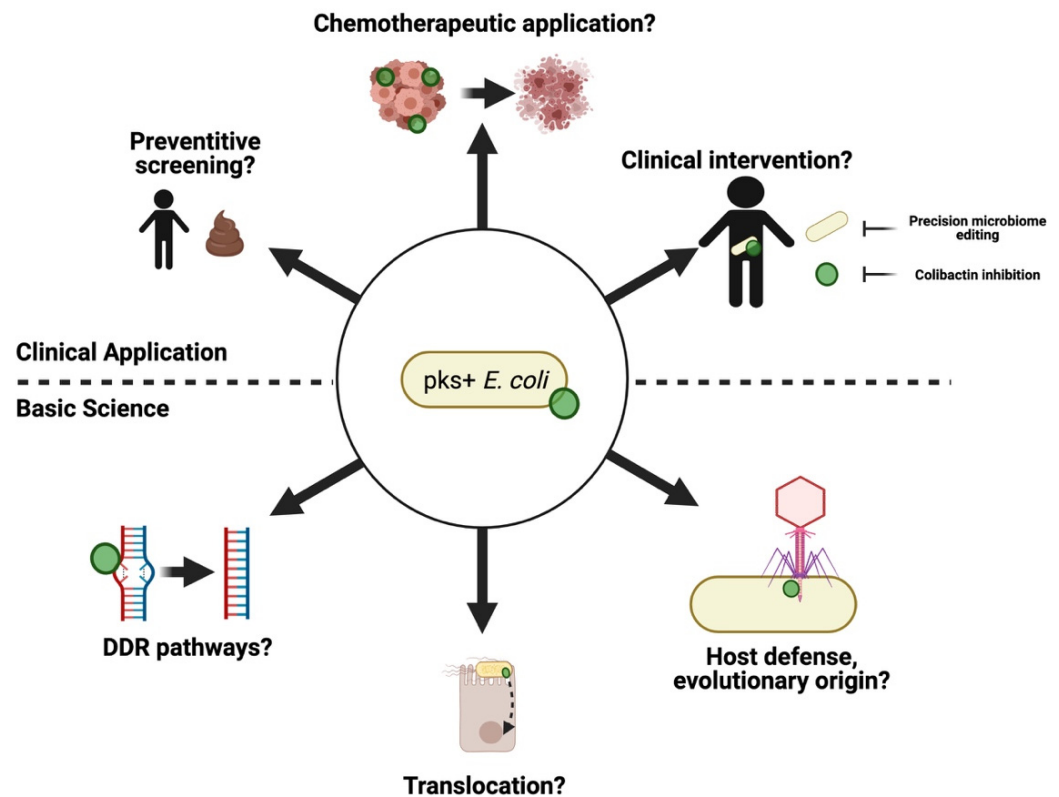 Chemotherapeutic application?
Preventitive
screening?
Clinical intervention?
Precision microbiome
editing
Colibactin inhibition
Clinical Application
pks+ E. coli
Basic Science
DDR pathways?
Host defense,
evolutionary origin?
Translocation?